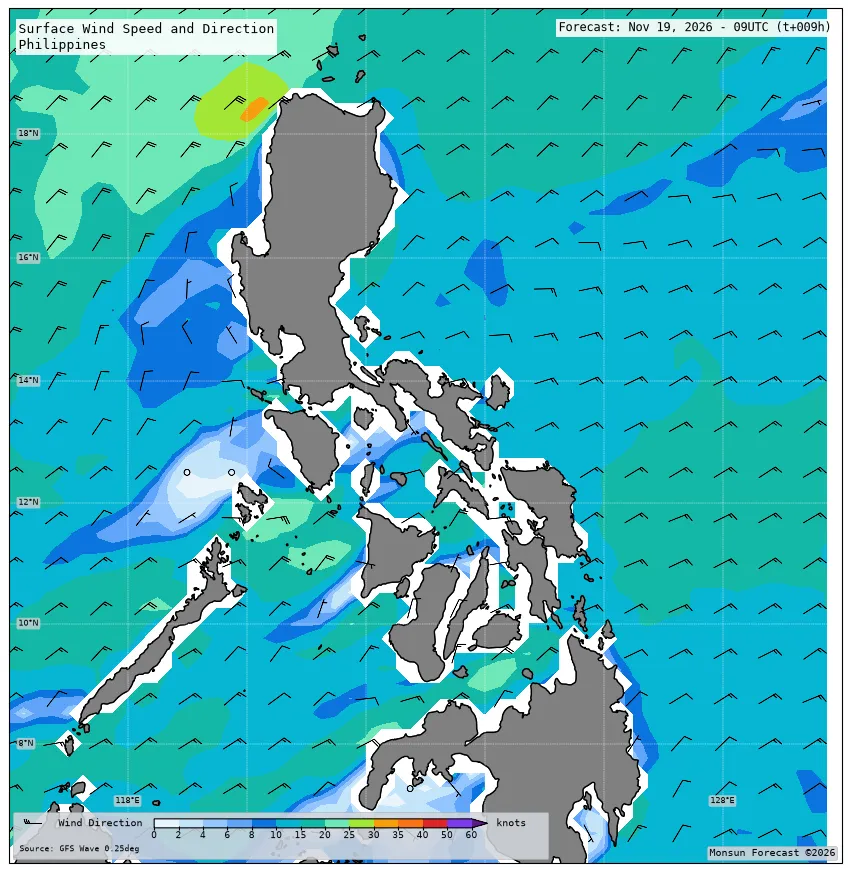 Surface Wind Speed and Direction
Philippines
Forecast: Nov 19, 2026 - 09UTC (t+009h)
18°N
16°N
14°N
12°N
10°N
8°N
118°E
128°E
Wind Direction
0 2 4 6 8 10 15 20 25 30 35 40 50 60
knots
Source: GFS Wave 0.25deg
Monsun Forecast ©2026